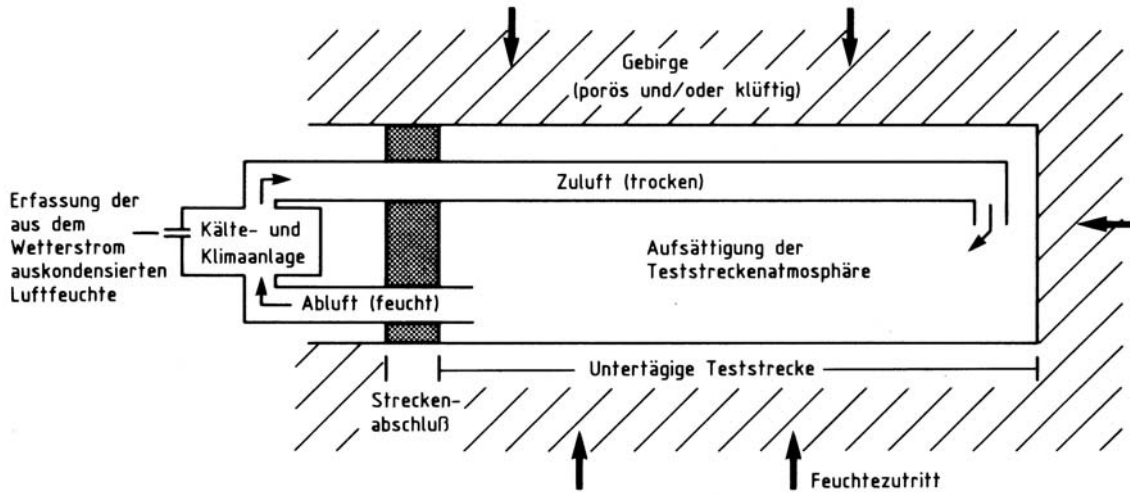 Gebirge
(porös und/oder klüftig)
Zuluft (trocken)
Erfassung der
aus dem
Wetterstrom
auskondensierten
Luftfeuchte
Kälte- und
Klimaanlage
Aufsättigung der
Teststreckenatmosphäre
Abluft (feucht)
Untertägige Teststrecke
Strecken-
abschluß
Feuchtezutritt